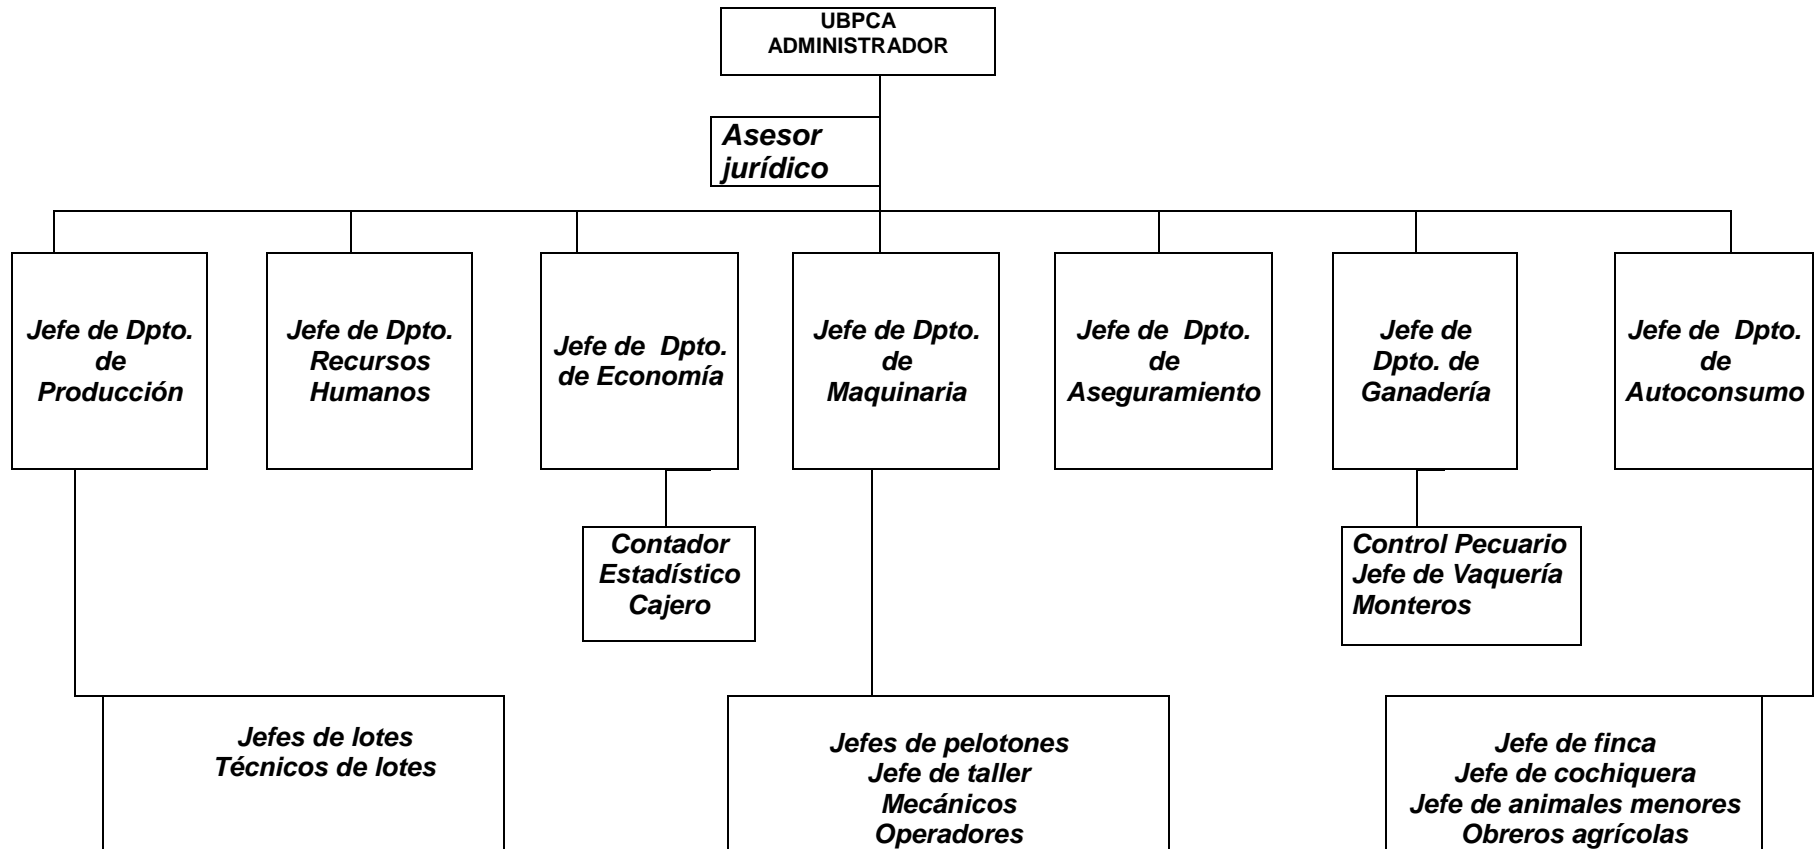 UBPCA
ADMINISTRADOR
Asesor
jurídico
Jefe de Dpto.
de
Producción
Jefe de Dpto.
Recursos
Humanos
Jefe de  Dpto.
de Economía
Jefe de Dpto.
de
Maquinaria
Jefe de  Dpto.
de
Aseguramiento
Jefe de
Dpto. de
Ganadería
Jefe de  Dpto.
de
Autoconsumo
Contador
Estadístico
Cajero
Control Pecuario
Jefe de Vaquería
Monteros
Jefes de lotes
Técnicos de lotes
Jefes de pelotones
Jefe de taller
Mecánicos
Operadores
Jefe de finca
Jefe de cochiquera
Jefe de animales menores
Obreros agrícolas